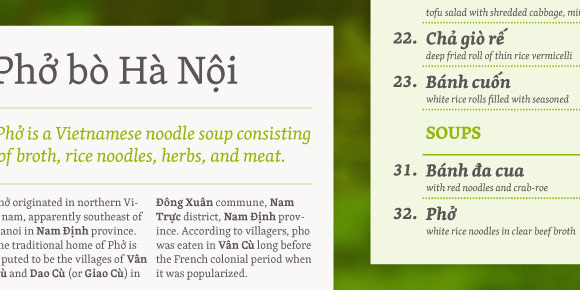 Phở bò Hà Nội
Phở is a Vietnamese noodle soup consisting
of broth, rice noodles, herbs, and meat.
originated in northern Vi-
nam, apparently southeast of
in Nam Định province.
traditional home of Phở is
puted to be the villages of Vân
and Dao Cù (or Giao Cù) in
Đông Xuân commune, Nam
Trực district, Nam Định prov-
ince. According to villagers, pho
was eaten in Vân Cù long before
the French colonial period when
it was popularized.
tofu salad with shredded cabbage,
22. Chả giò rế
deep fried roll of thin rice vermicelli
23. Bánh cuốn
white rice rolls filled with seasoned
SOUPS
31. Bánh đa cua
with red noodles and crab-roe
32. Phở
white rice noodles in clear beef broth